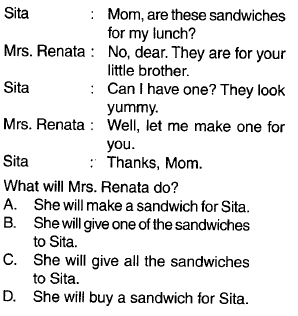 Sita : Mom, are these sandwiches
for my lunch?
Mrs. Renata : No, dear. They are for your
little brother.
Sita : Can I have one? They look
yummy.
Mrs. Renata : Well, let me make one for
you.
Sita : Thanks, Mom.
What will Mrs. Renata do?
A. She will make a sandwich for Sita.
B. She will give one of the sandwiches
to Sita.
C. She will give all the sandwiches
to Sita.
D. She will buy a sandwich for Sita.